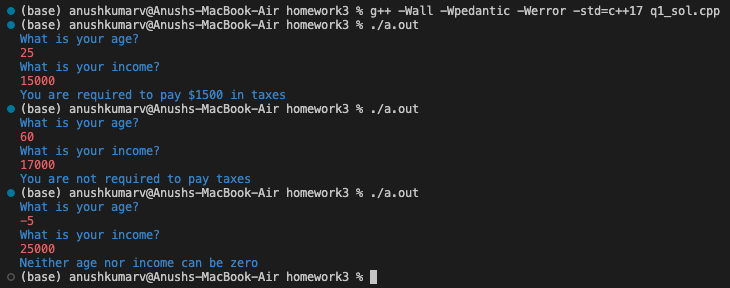 (base) anushkumarv@Anushs-MacBook-Air homework3 % g++ -Wall -Wpedantic -Werror -std=c++17 q1_sol.cpp
(base) anushkumarv@Anushs-MacBook-Air homework3 % ./a.out
What is your age?
25
What is your income?
15000
You are required to pay $1500 in taxes
(base) anushkumarv@Anushs-MacBook-Air homework3 % ./a.out
What is your age?
60
What is your income?
17000
You are not required to pay taxes
(base) anushkumarv@Anushs-MacBook-Air homework3 % ./a.out
What is your age?
-5
What is your income?
25000
Neither age nor income can be zero
(base) anushkumarv@Anushs-MacBook-Air homework3 %